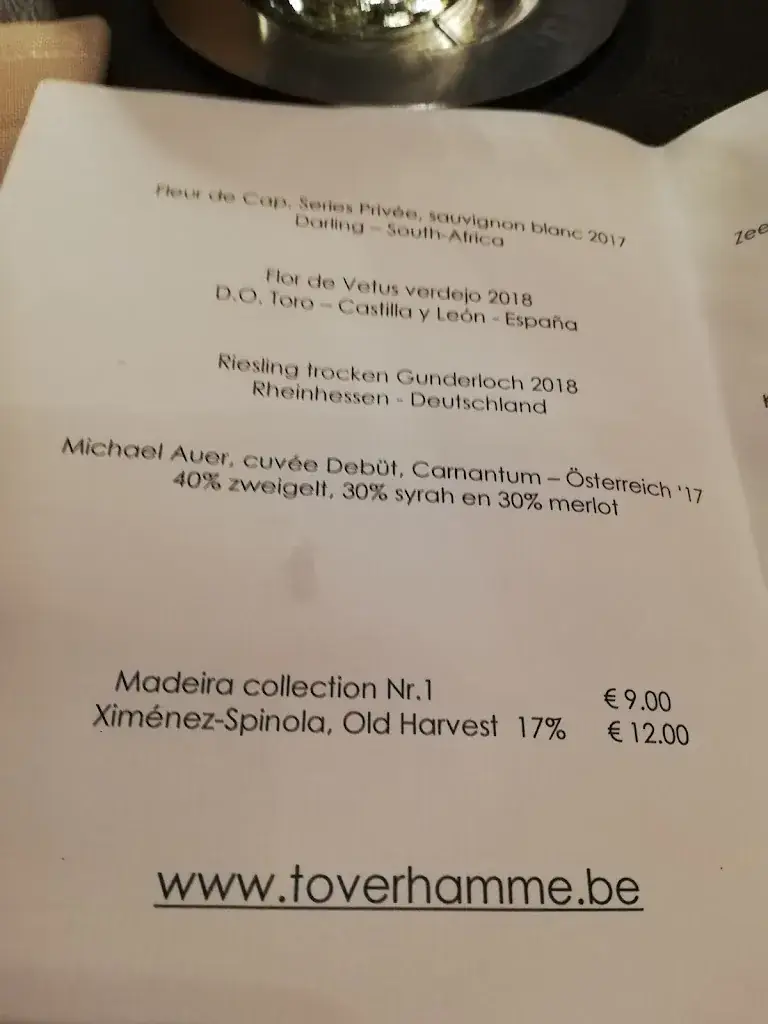 Fleur de Cap, Series Privée, sauvignon blanc 2017
Darling – South-Africa
Flor de Vetus verdejo 2018
D.O. Toro – Castilla y León - España
Riesling trocken Gunderloch 2018
Rheinhessen - Deutschland
Michael Auer, cuvée Debüt, Carnantum – Österreich '17
40% zweigelt, 30% syrah en 30% merlot
Madeira collection Nr.1 € 9.00
Ximénez-Spinola, Old Harvest 17% € 12.00
www.toverhamme.be